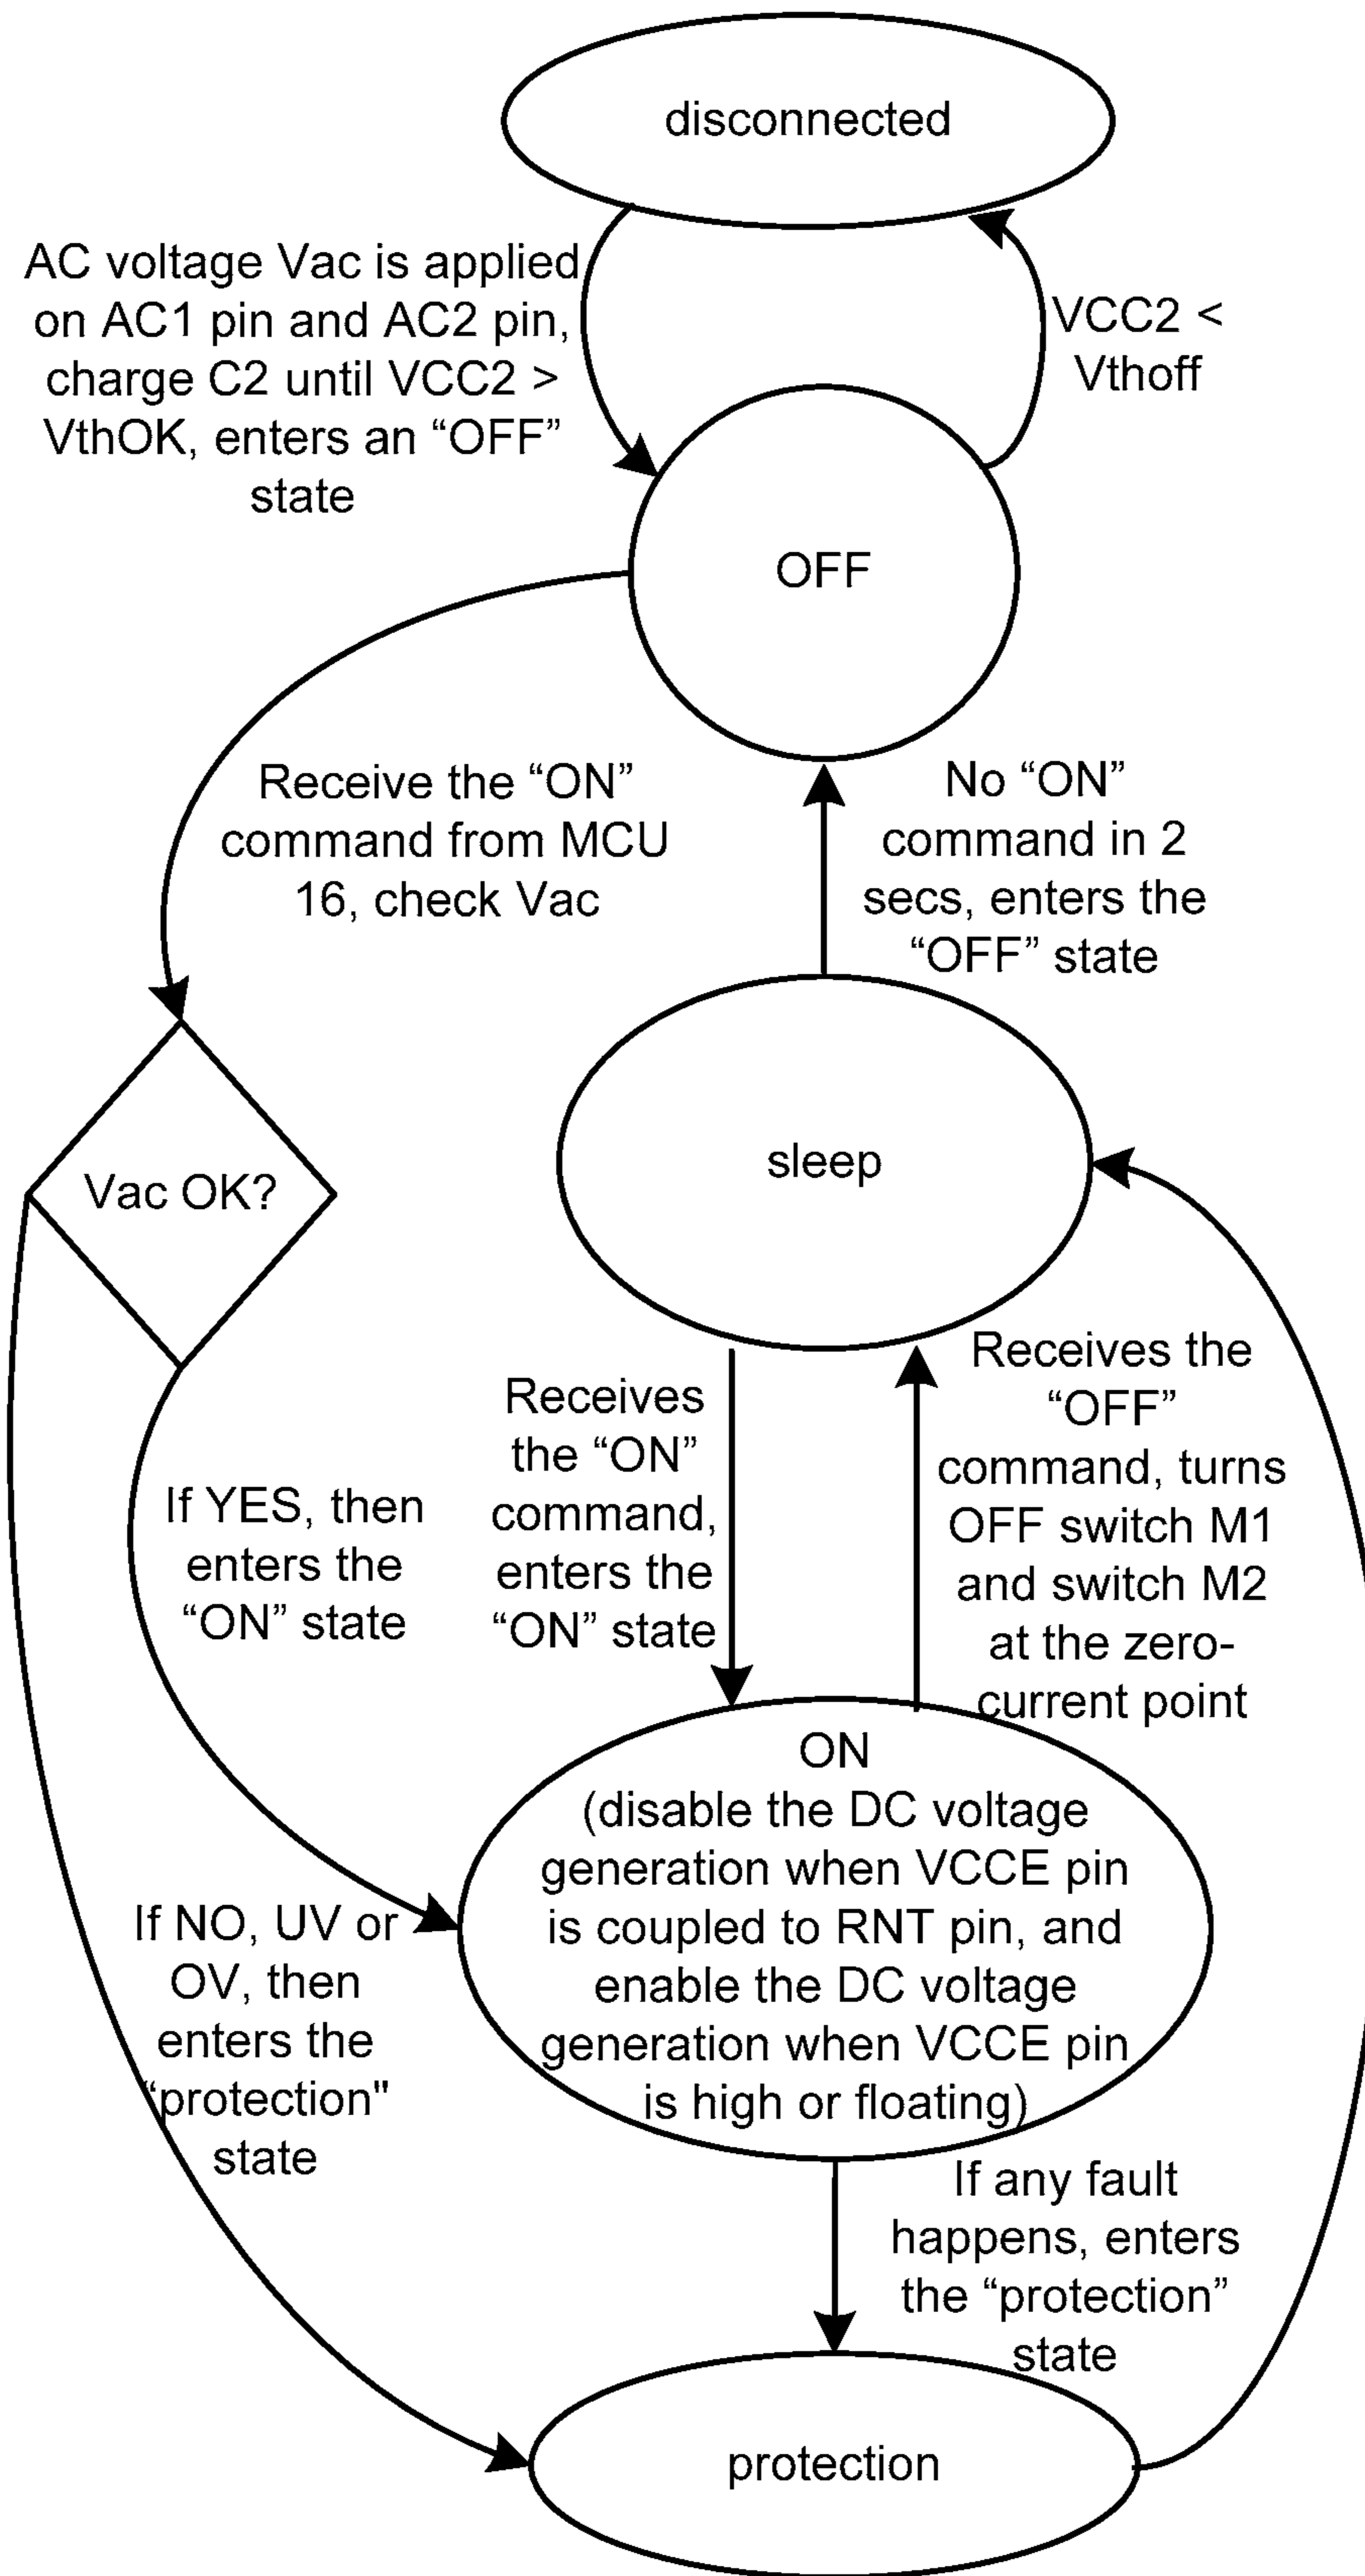 disconnected
AC voltage Vac is applied
on AC1 pin and AC2 pin,
charge C2 until VCC2 >
VthOK, enters an “OFF”
state
VCC2 <
Vthoff
OFF
Receive the “ON”
command from MCU
16, check Vac
No “ON”
command in 2
secs, enters the
“OFF” state
Vac OK?
sleep
If YES, then
enters the
“ON” state
Receives
the “ON”
command,
enters the
“ON” state
Receives the
“OFF”
command, turns
OFF switch M1
and switch M2
at the zero-
current point
ON
(disable the DC voltage
generation when VCCE pin
is coupled to RNT pin, and
enable the DC voltage
generation when VCCE pin
is high or floating)
If NO, UV or
OV, then
enters the
“protection"
state
If any fault
happens, enters
the “protection”
state
protection